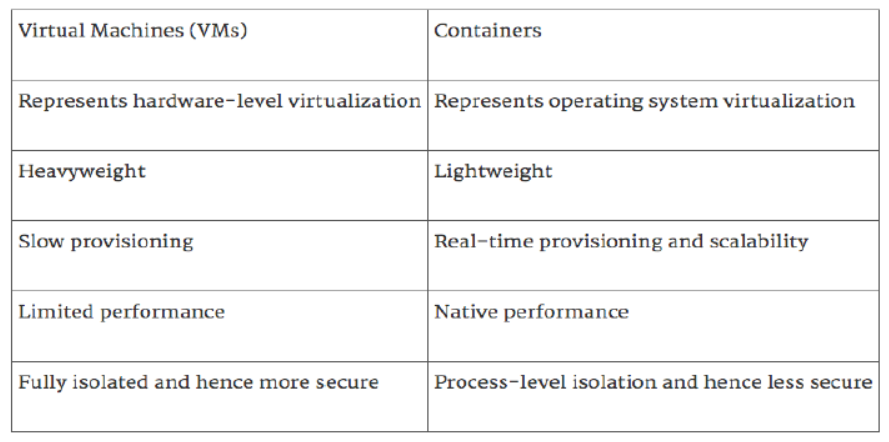 Virtual Machines (VMs) Containers
Represents hardware-level virtualization Represents operating system virtualization
Heavyweight Lightweight
Slow provisioning Real-time provisioning and scalability
Limited performance Native performance
Fully isolated and hence more secure Process-level isolation and hence less secure